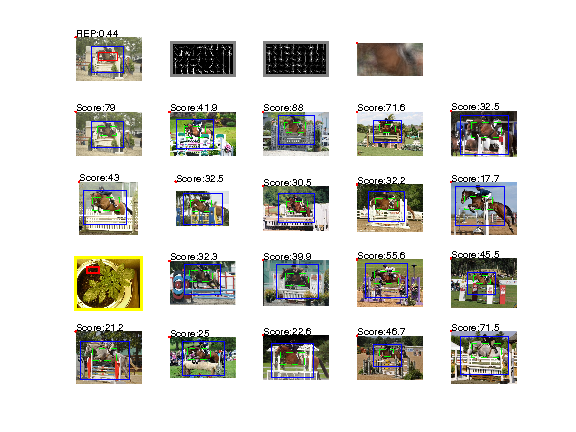 REP:0.44
Score:79 Score:41.9 Score:88 Score:71.6 Score:32.5
Score:43 Score:32.5 Score:30.5 Score:32.2 Score:17.7
Score:32.3 Score:39.9 Score:55.6 Score:45.5
Score:21.2 Score:25 Score:22.6 Score:46.7 Score:71.5